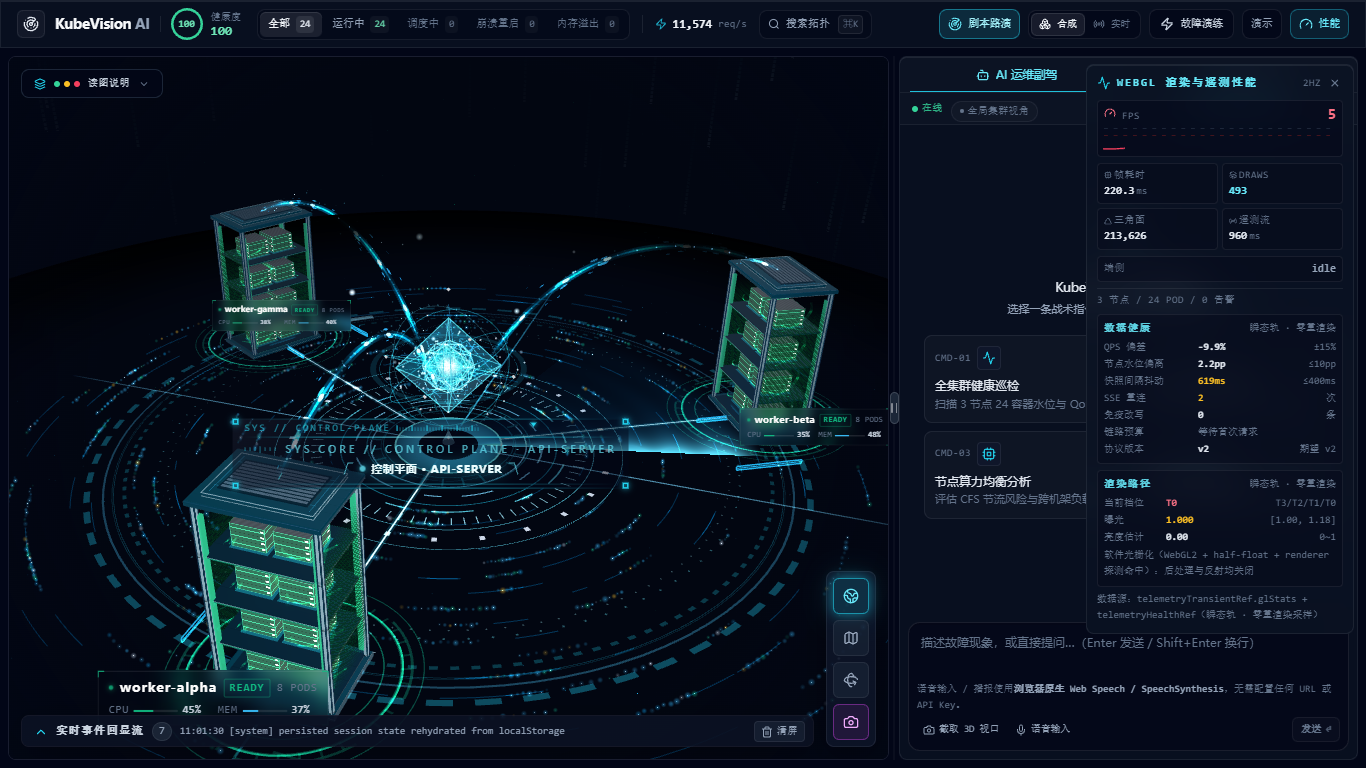 KubeVision AI
100
健康度
100
全部 24
运行中 24
调度中 0
崩溃重启 0
内存溢出 0
11,574 req/s
搜索拓扑 ⌘K
剧本路演
合成
实时
故障演练
演示
性能
读图说明
worker-gamma READY 8 PODS
CPU 38% MEM 40%
worker-beta READY 8 PODS
CPU 35% MEM 48%
SYS // CONTROL-PLANE
SYS.CORE // CONTROL PLANE · API-SERVER
控制平面 • API-SERVER
worker-alpha READY 8 PODS
CPU 45% MEM 37%
实时事件回显流 7 11:01:30 [system] persisted session state rehydrated from localStorage
清屏
AI 运维副驾
在线
全局集群视角
Kube
选择一条战术指
CMD-01
全集群健康巡检
扫描 3 节点 24 容器水位与 Qo
CMD-03
节点算力均衡分析
评估 CFS 节流风险与跨机架负载
WEBGL 渲染与遥测性能 2HZ
FPS 5
帧耗时
220.3 ms
DRAWS
493
三角面
213,626
遥测流
960 ms
端侧 idle
3 节点 / 24 POD / 0 告警
数据健康 瞬态轨 · 零重渲染
QPS 偏差 -9.9% ±15%
节点水位偏离 2.2pp ≤10pp
快照间隔抖动 619ms ≤400ms
SSE 重连 2 次
免疫改写 0 条
链路预算 等待首次请求
协议版本 v2 期望 v2
渲染路径 瞬态轨 · 零重渲染
当前档位 T0 T3/T2/T1/T0
曝光 1.000 [1.00, 1.18]
亮度估计 0.00 0~1
软件光栅化（WebGL2 + half-float + renderer
探测命中）：后处理与反射均关闭
数据源: telemetryTransientRef.glStats +
telemetryHealthRef（瞬态轨 · 零重渲染采样）
描述故障现象，或直接提问…（Enter 发送 / Shift+Enter 换行）
语音输入 / 播报使用浏览器原生 Web Speech / SpeechSynthesis，无需配置任何 URL 或
API Key.
截取 3D 视口
语音输入
发送